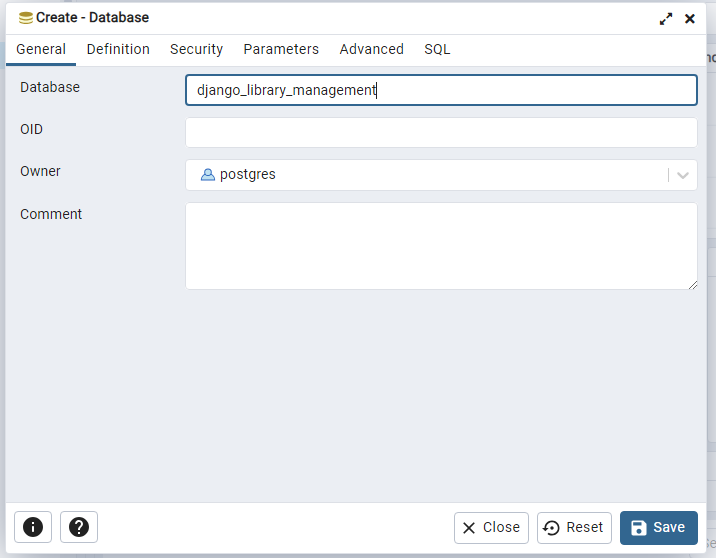 Create - Database
General Definition Security Parameters Advanced SQL
Database django_library_management
OID
Owner postgres
Comment
Close Reset Save